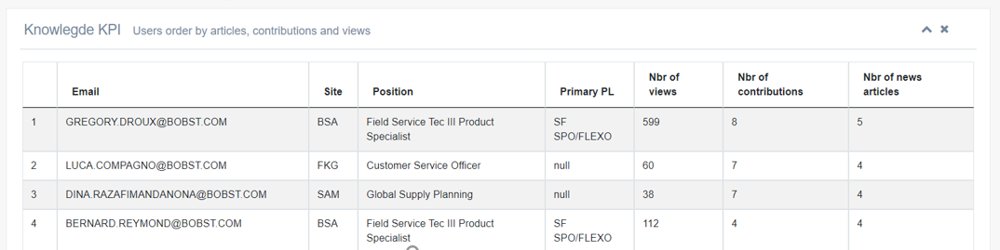 Knowlegde KPI Users order by articles, contributions and views
Email Site Position Primary PL Nbr of views Nbr of contributions Nbr of news articles
1 GREGORY.DROUX@BOBST.COM BSA Field Service Tec III Product Specialist SF SPO/FLEXO 599 8 5
2 LUCA.COMPAGNO@BOBST.COM FKG Customer Service Officer null 60 7 4
3 DINA.RAZAFIMANDANONA@BOBST.COM SAM Global Supply Planning null 38 7 4
4 BERNARD.REYMOND@BOBST.COM BSA Field Service Tec III Product Specialist SF SPO/FLEXO 112 4 4